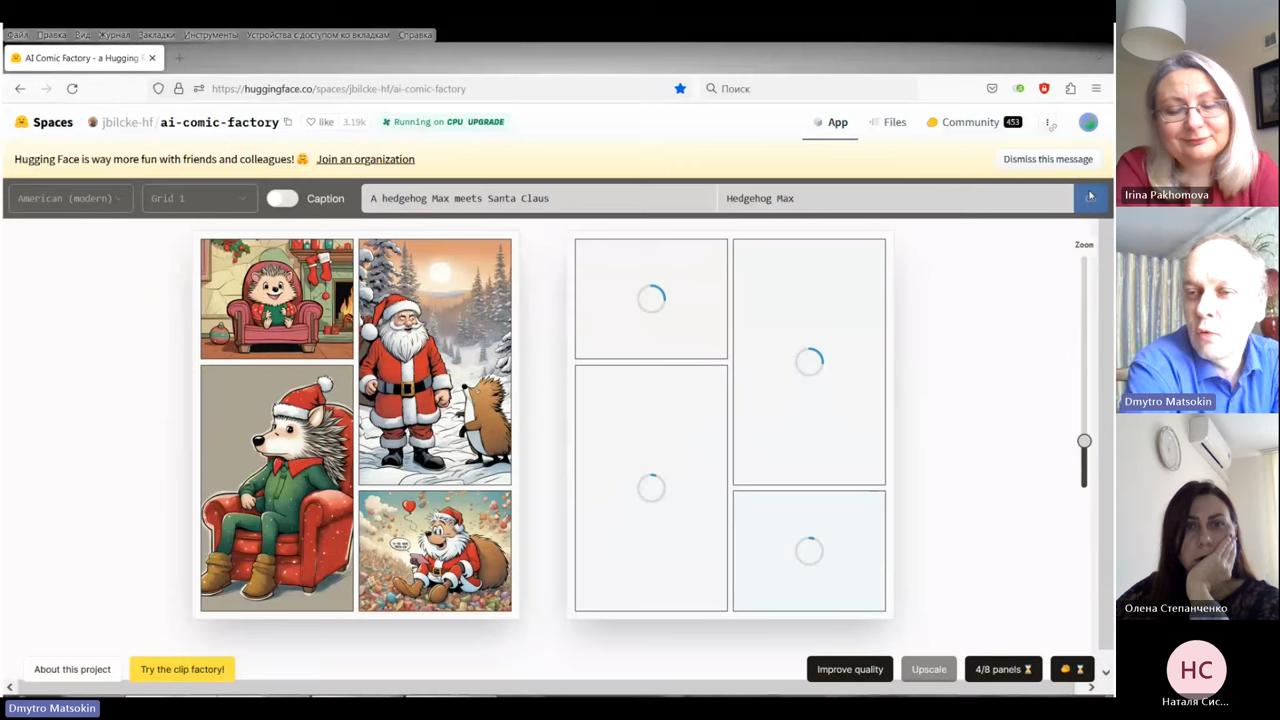 Файл Правка Вид Журнал Закладки Инструменты Устройства с доступом ко вкладкам Справка
AI Comic Factory - a Hugging F
https://huggingface.co/spaces/jbilcke-hf/ai-comic-factory
Поиск
Spaces
jbilcke-hf/ai-comic-factory
like 3.19k
Running on CPU UPGRADE
App
Files
Community 453
Hugging Face is way more fun with friends and colleagues! Join an organization
Dismiss this message
American (modern)
Grid 1
Caption
A hedgehog Max meets Santa Claus
Hedgehog Max
Zoom
About this project
Try the clip factory!
Improve quality
Upscale
4/8 panels
Dmytro Matsokin
Irina Pakhomova
Dmytro Matsokin
Олена Степанченко
НС
Наталя Сис...